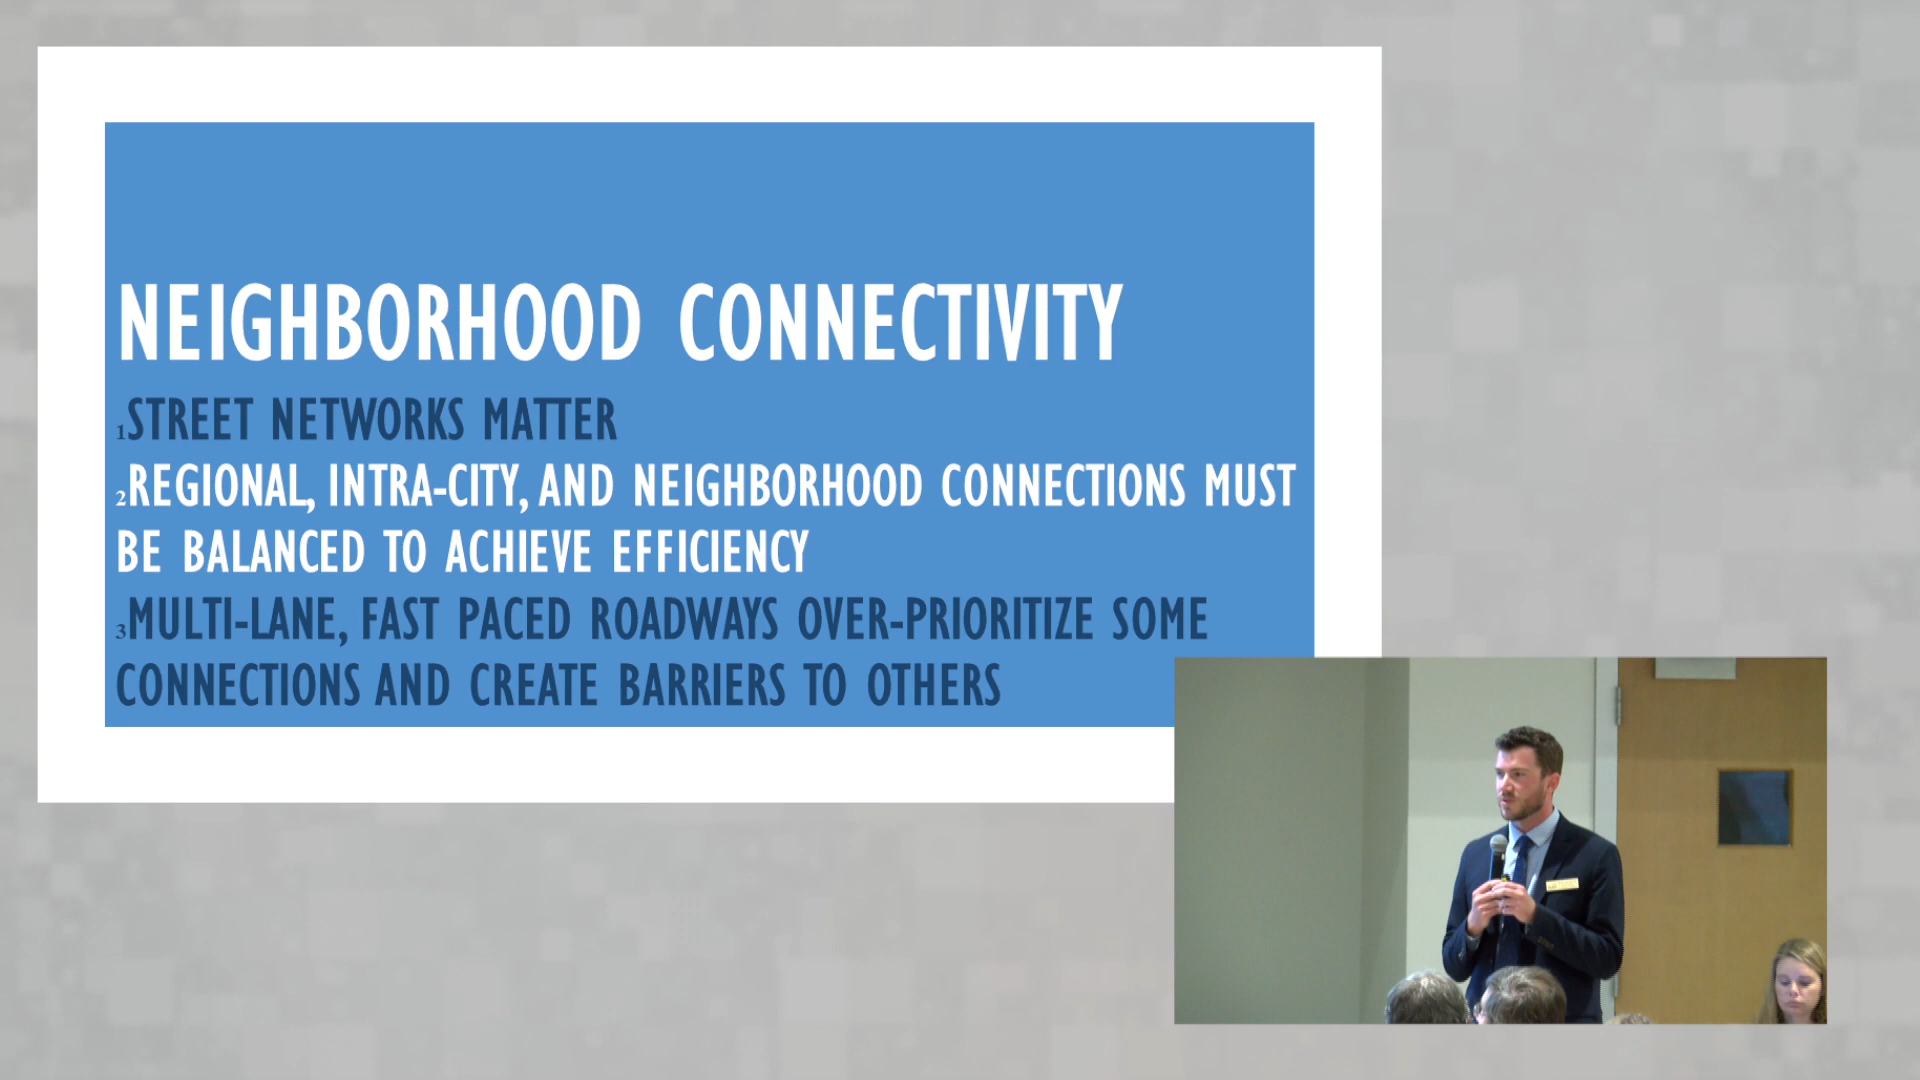 NEIGHBORHOOD CONNECTIVITY
1STREET NETWORKS MATTER
2REGIONAL, INTRA-CITY, AND NEIGHBORHOOD CONNECTIONS MUST
BE BALANCED TO ACHIEVE EFFICIENCY
3MULTI-LANE, FAST PACED ROADWAYS OVER-PRIORITIZE SOME
CONNECTIONS AND CREATE BARRIERS TO OTHERS